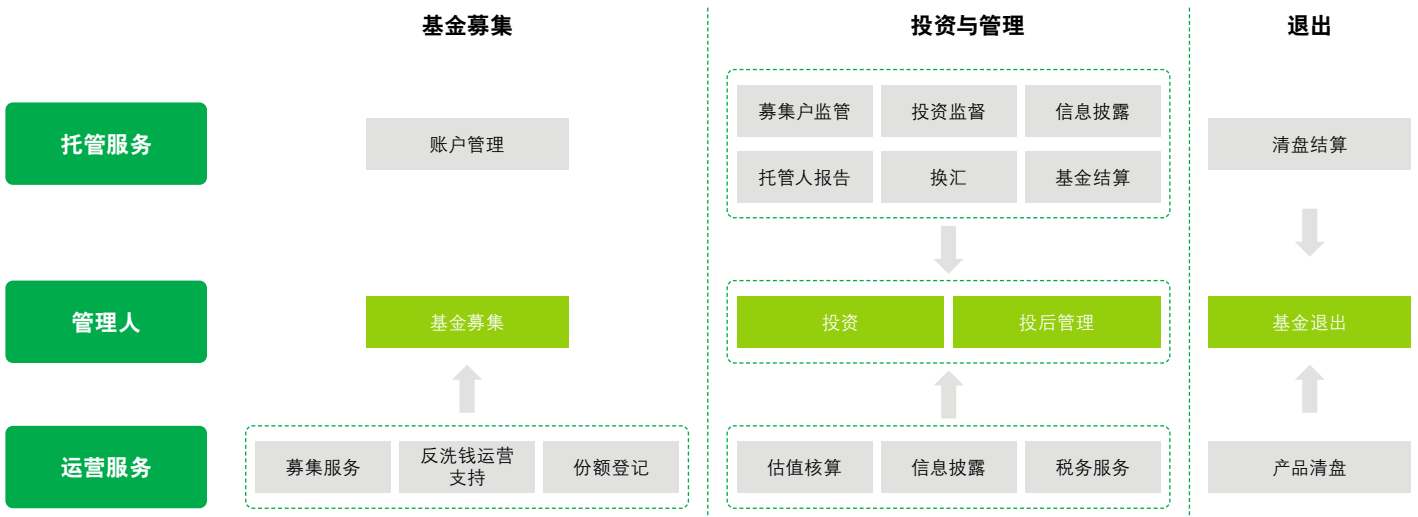 基金募集
投资与管理
退出
托管服务
账户管理
募集户监管
投资监督
信息披露
托管人报告
换汇
基金结算
清盘结算
管理人
基金募集
投资
投后管理
基金退出
运营服务
募集服务
反洗钱运营
支持
份额登记
估值核算
信息披露
税务服务
产品清盘